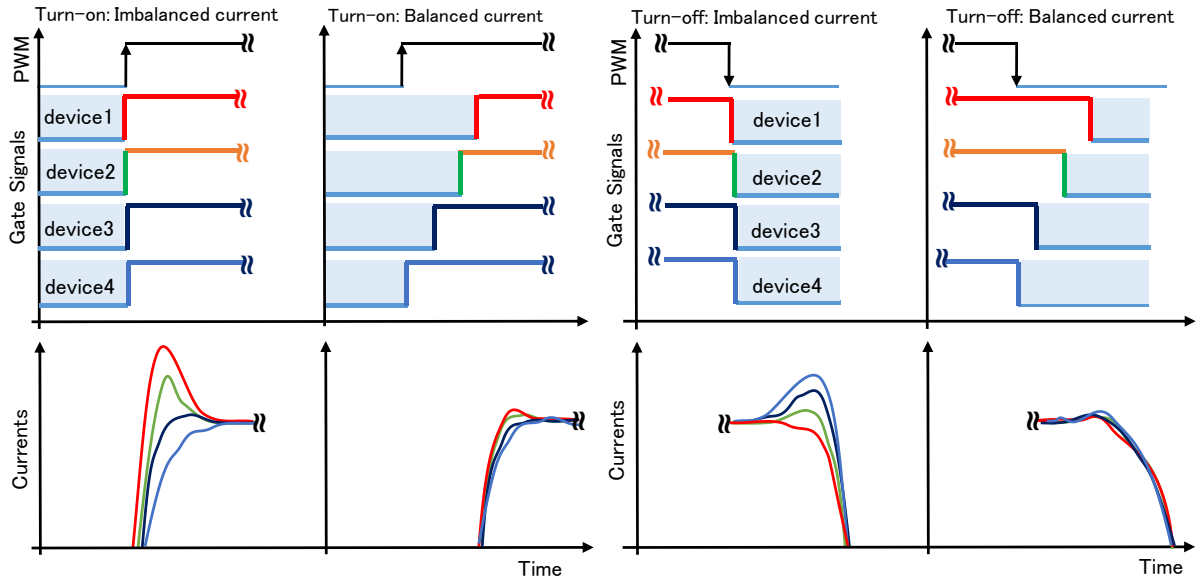 Turn-on: Imbalanced current
Turn-on: Balanced current
Turn-off: Imbalanced current
Turn-off: Balanced current
PWM
Gate Signals
device1
device2
device3
device4
PWM
Gate Signals
device1
device2
device3
device4
Currents
Currents
Time
Time